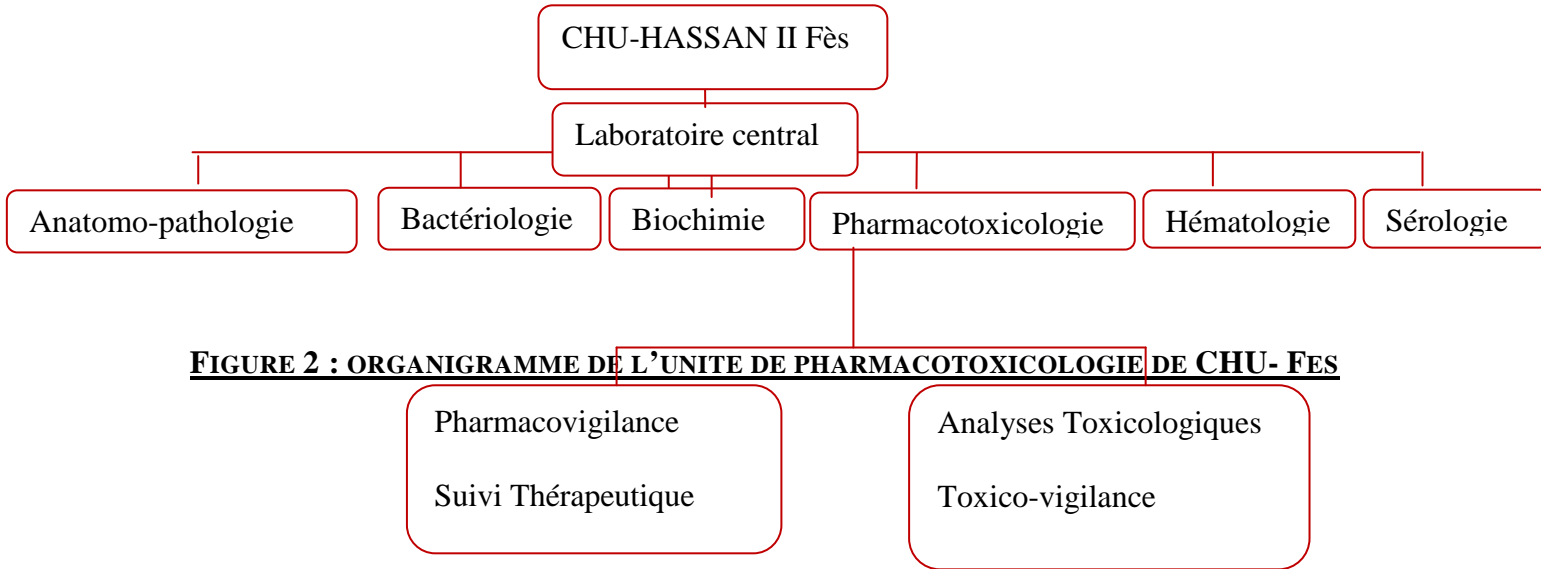 CHU-HASSAN II Fès
Laboratoire central
Anatomo-pathologie
Bactériologie
Biochimie
Pharmacotoxicologie
Hématologie
Sérologie
FIGURE 2 : ORGANIGRAMME DE L'UNITE DE PHARMACOTOXICOLOGIE DE CHU- FES
Pharmacovigilance
Suivi Thérapeutique
Analyses Toxicologiques
Toxico-vigilance